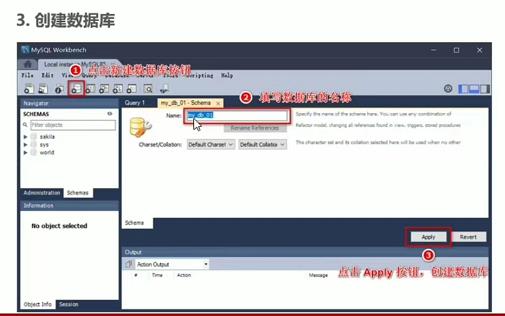 3. 创建数据库
MySQL Workbench
Local instan
File Edit View Query Scripting Help
1 点击新建数据库按钮
Navigator
SCHEMAS
Filter objects
sakila
sys
world
Administration Schemas
Information
No object selected
Object Info Session
Query 1 my_db_01 - Schema
2 填写数据库的名称
Name: my_db_01
Rename References
Specify the name of the schema here. You can use any combination of
Refactor model, changing all references found in view, triggers, stored procedures
Charset/Collation: Default Charset Default Collation
The character set and its collation selected here will be used when no other
Schema
Apply Revert
3
点击 Apply 按钮，创建数据库
Output
Action Output
# Time Action Message